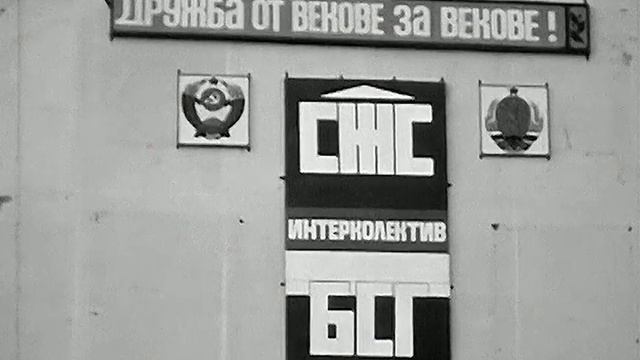 ДРУЖБА ОТ ВЕКОВЕ ЗА ВЕКОВЕ!
СЖС
ИНТЕРКОЛЕКТИВ
БСГ